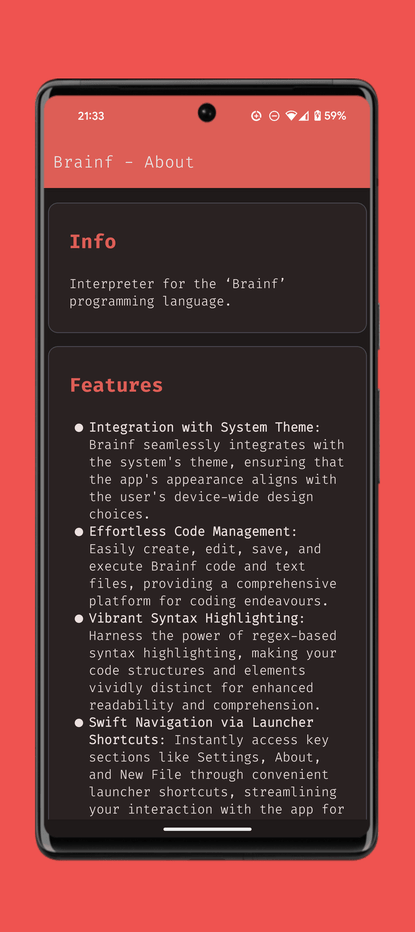 21:33
59%
Brainf - About
Info
Interpreter for the ‘Brainf’
programming language.
Features
● Integration with System Theme:
Brainf seamlessly integrates with
the system's theme, ensuring that
the app's appearance aligns with
the user's device-wide design
choices.
● Effortless Code Management:
Easily create, edit, save, and
execute Brainf code and text
files, providing a comprehensive
platform for coding endeavours.
● Vibrant Syntax Highlighting:
Harness the power of regex-based
syntax highlighting, making your
code structures and elements
vividly distinct for enhanced
readability and comprehension.
● Swift Navigation via Launcher
Shortcuts: Instantly access key
sections like Settings, About,
and New File through convenient
launcher shortcuts, streamlining
your interaction with the app for